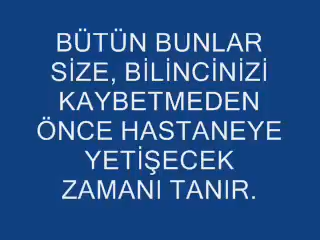 BÜTÜN BUNLAR
SİZE, BİLİNCİNİZİ
KAYBETMEDEN
ÖNCE HASTANEYE
YETİŞECEK
ZAMANI TANIR.